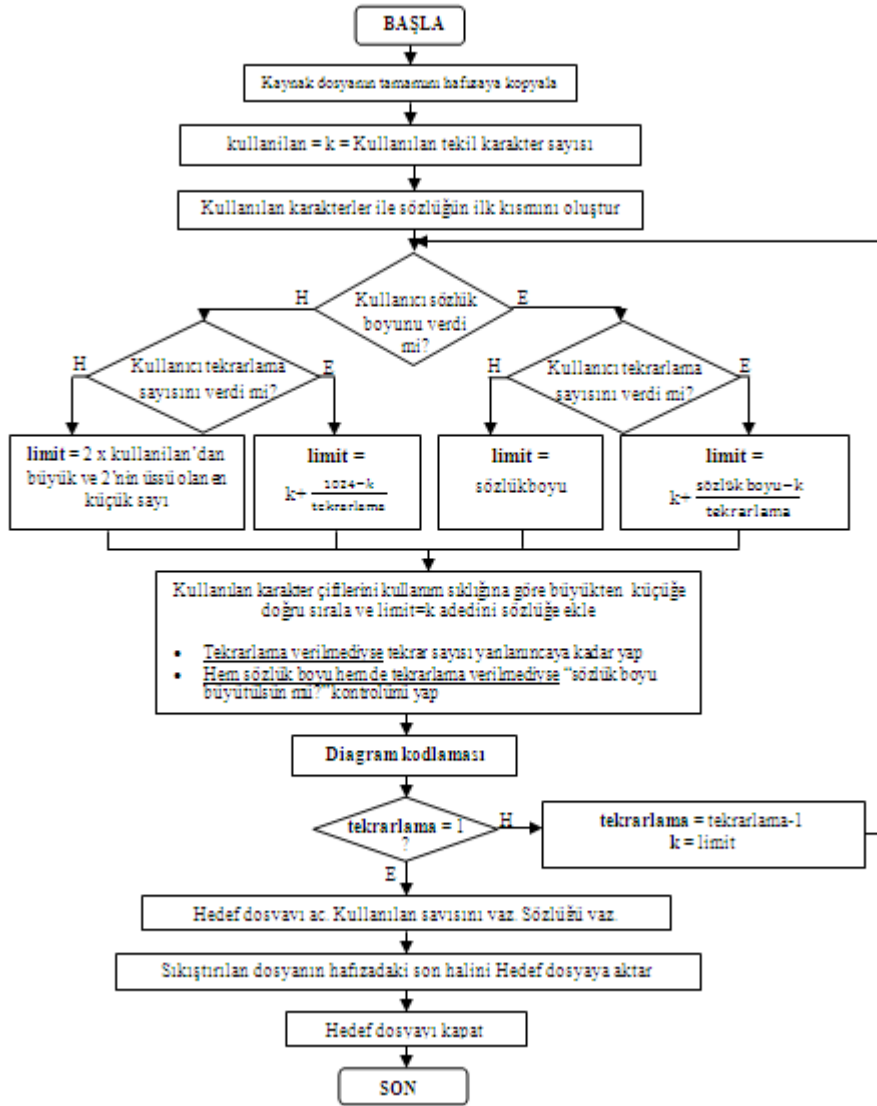 BAŞLA
Kaynak dosyanın tamamını hafızaya kopyala
kullanilan = k = Kullanılan tekil karakter sayısı
Kullanılan karakterler ile sözlüğün ilk kısmını oluştur
H
Kullanıcı sözlük
boyunu verdi
mi?
E
H
Kullanıcı tekrarlama
sayısını verdi mi?
E
H
Kullanıcı tekrarlama
sayısını verdi mi?
E
limit = 2 x kullanilan’dan
büyük ve 2’nin üssü olan en
küçük sayı
limit =
k+ 1024-k
tekrarlama
limit =
sözlükboyu
limit =
k+ sözlük boyu-k
tekrarlama
Kullanılan karakter çiftlerini kullanım sıklığına göre büyükten küçüğe
doğru sırala ve limit=k adedini sözlüğe ekle
• Tekrarlama verilmediyse tekrar sayısı yarılanıncaya kadar yap
• Hem sözlük boyu hem de tekrarlama verilmediyse “sözlük boyu
büyütülsün mü?” kontrolünü yap
Diagram kodlaması
tekrarlama = 1
?
H
tekrarlama = tekrarlama-1
k = limit
E
Hedef dosyayı aç. Kullanılan sayısını yaz. Sözlüğü yaz.
Sıkıştırılan dosyanın hafızadaki son halini Hedef dosyaya aktar
Hedef dosyayı kapat
SON